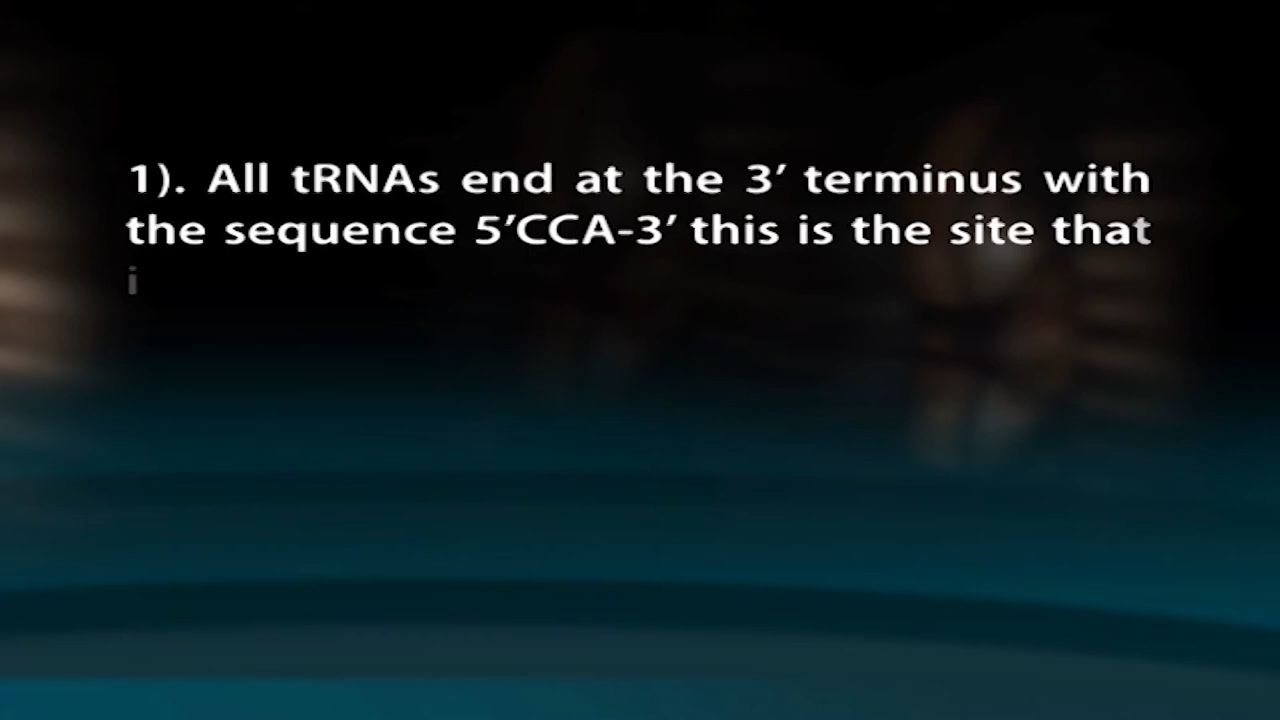 1). All tRNAs end at the 3′ terminus with
the sequence 5′CCA-3′ this is the site that
i